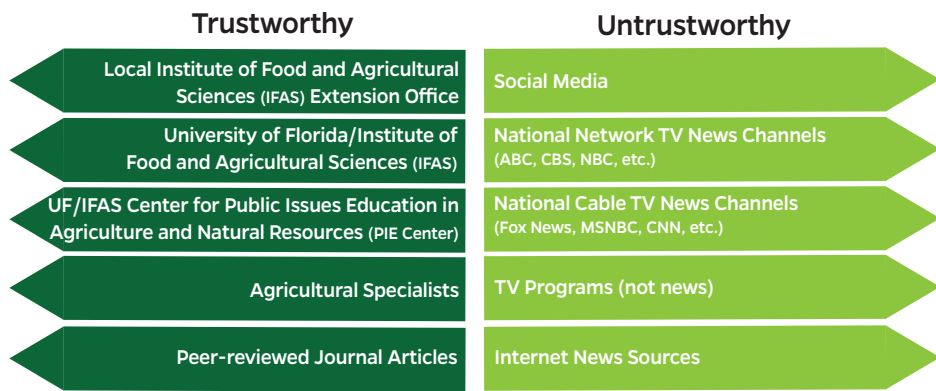 Trustworthy
Local Institute of Food and Agricultural
Sciences (IFAS) Extension Office
University of Florida/Institute of
Food and Agricultural Sciences (IFAS)
UF/IFAS Center for Public Issues Education in
Agriculture and Natural Resources (PIE Center)
Agricultural Specialists
Peer-reviewed Journal Articles
Untrustworthy
Social Media
National Network TV News Channels
(ABC, CBS, NBC, etc.)
National Cable TV News Channels
(Fox News, MSNBC, CNN, etc.)
TV Programs (not news)
Internet News Sources